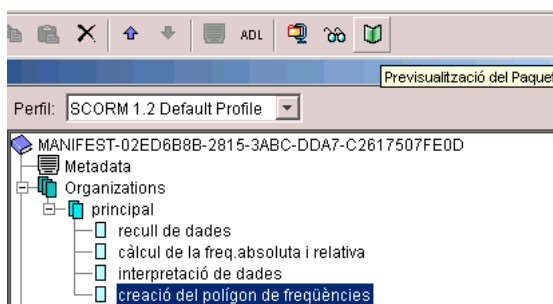 ADL
Previsualització del Paquet
Perfil: SCORM 1.2 Default Profile
MANIFEST-02ED6B8B-2815-3ABC-DDA7-C2617507FE0D
Metadata
Organizations
principal
recull de dades
càlcul de la freq.absoluta i relativa
interpretació de dades
creació del polígon de freqüències